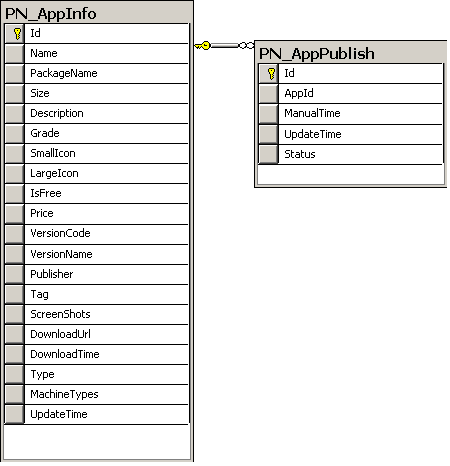 PN_AppInfo
Id
Name
PackageName
Size
Description
Grade
SmallIcon
LargeIcon
IsFree
Price
VersionCode
VersionName
Publisher
Tag
ScreenShots
DownloadUrl
DownloadTime
Type
MachineTypes
UpdateTime
PN_AppPublish
Id
AppId
ManualTime
UpdateTime
Status